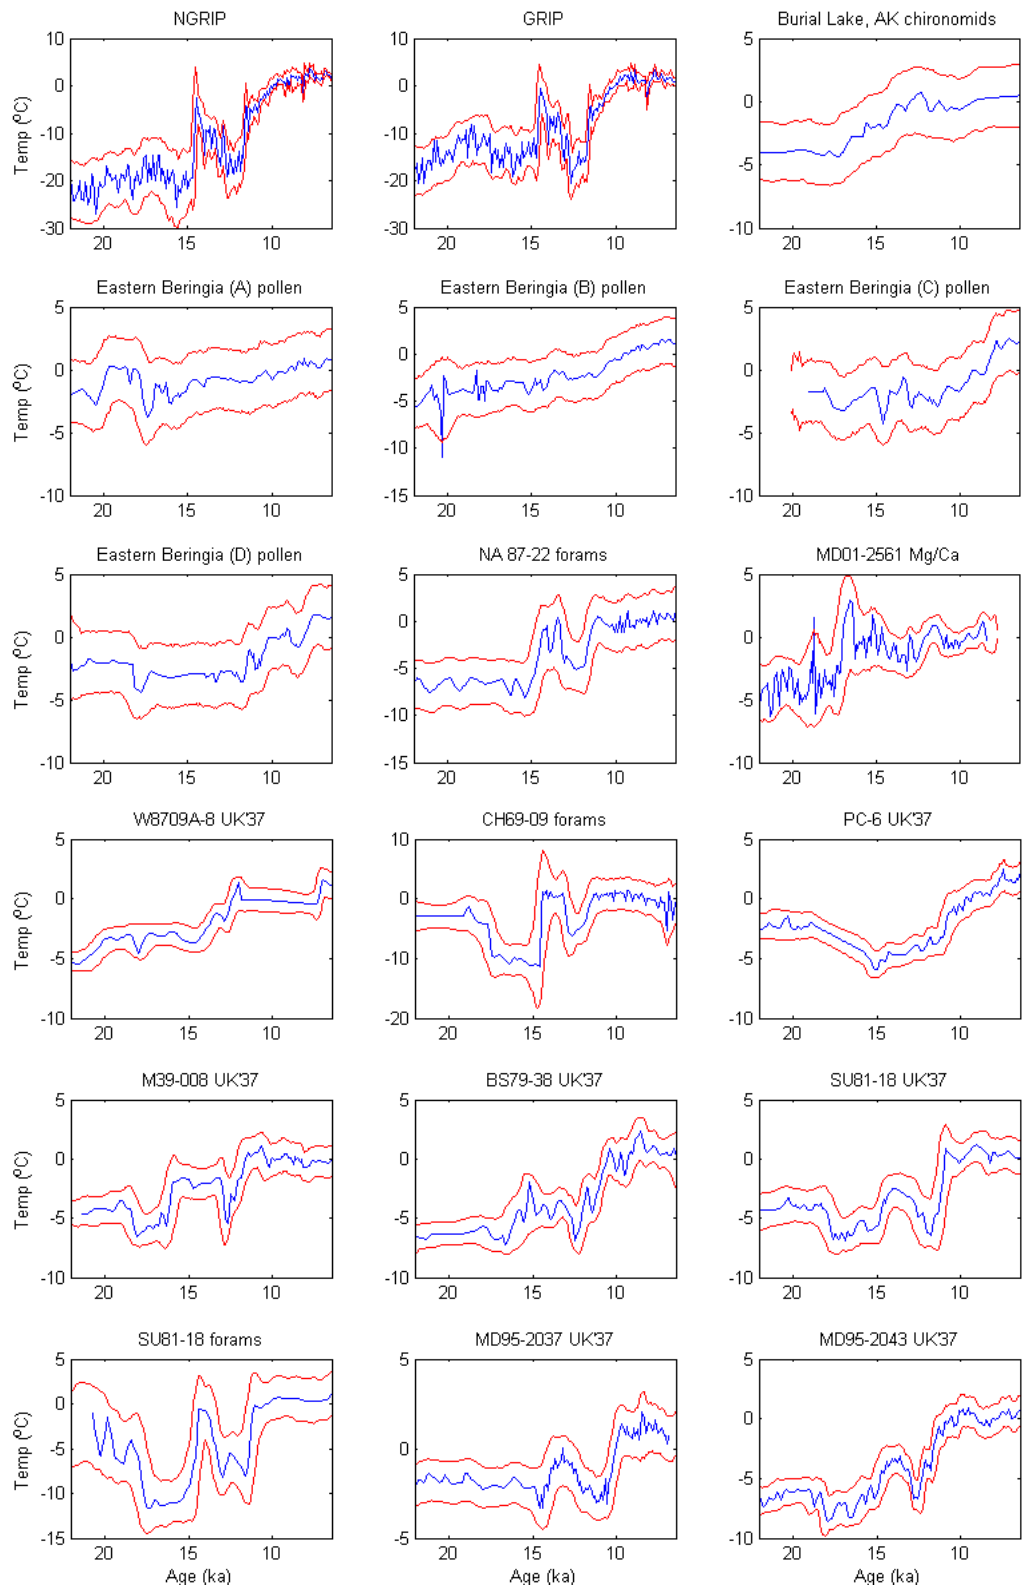 NGRIP GRIP Burial Lake, AK chironomids
Temp (ºC) 10 0 -10 -20 -30 20 15 10
10 0 -10 -20 -30 20 15 10
5 0 -5 -10 20 15 10
Eastern Beringia (A) pollen Eastern Beringia (B) pollen Eastern Beringia (C) pollen
Temp (ºC) 5 0 -5 -10 20 15 10
5 0 -5 -10 -15 20 15 10
5 0 -5 -10 20 15 10
Eastern Beringia (D) pollen NA 87-22 forams MD01-2561 Mg/Ca
Temp (ºC) 5 0 -5 -10 20 15 10
5 0 -5 -10 -15 20 15 10
5 0 -5 -10 20 15 10
W8709A-8 UK'37 CH69-09 forams PC-6 UK'37
Temp (ºC) 5 0 -5 -10 20 15 10
10 0 -10 -20 20 15 10
5 0 -5 -10 20 15 10
M39-008 UK'37 BS79-38 UK'37 SU81-18 UK'37
Temp (ºC) 5 0 -5 -10 20 15 10
5 0 -5 -10 20 15 10
5 0 -5 -10 20 15 10
SU81-18 forams MD95-2037 UK'37 MD95-2043 UK'37
Temp (ºC) 5 0 -5 -10 -15 20 15 10
5 0 -5 20 15 10
5 0 -5 -10 20 15 10
Age (ka) Age (ka) Age (ka)